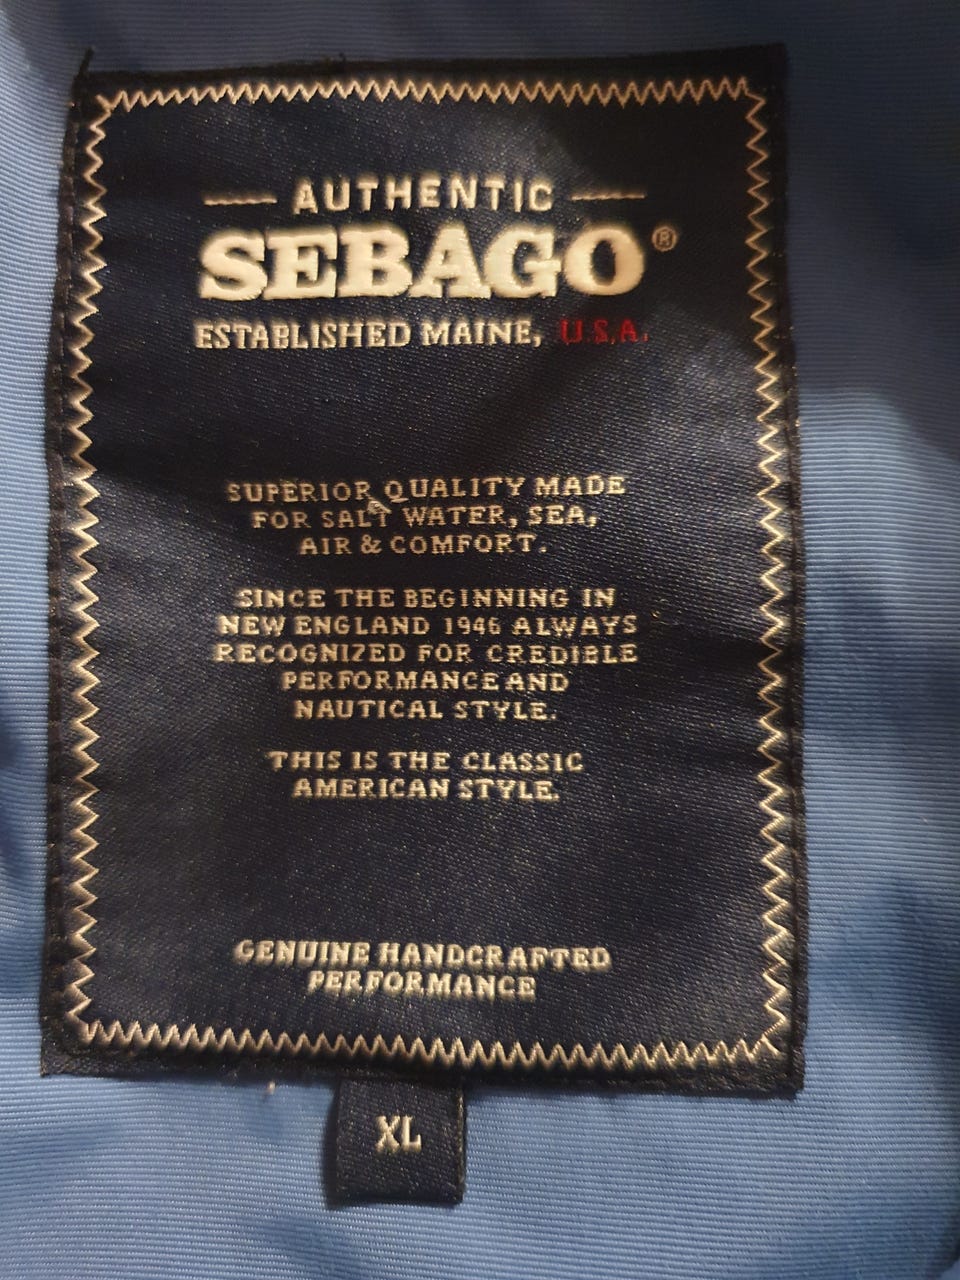 AUTHENTIC
SEBAGO®
ESTABLISHED MAINE, U.S.A.
SUPERIOR QUALITY MADE
FOR SALT WATER, SEA,
AIR & COMFORT.
SINCE THE BEGINNING IN
NEW ENGLAND 1946 ALWAYS
RECOGNIZED FOR CREDIBLE
PERFORMANCE AND
NAUTICAL STYLE.
THIS IS THE CLASSIC
AMERICAN STYLE.
GENUINE HANDCRAFTED
PERFORMANCE
XL